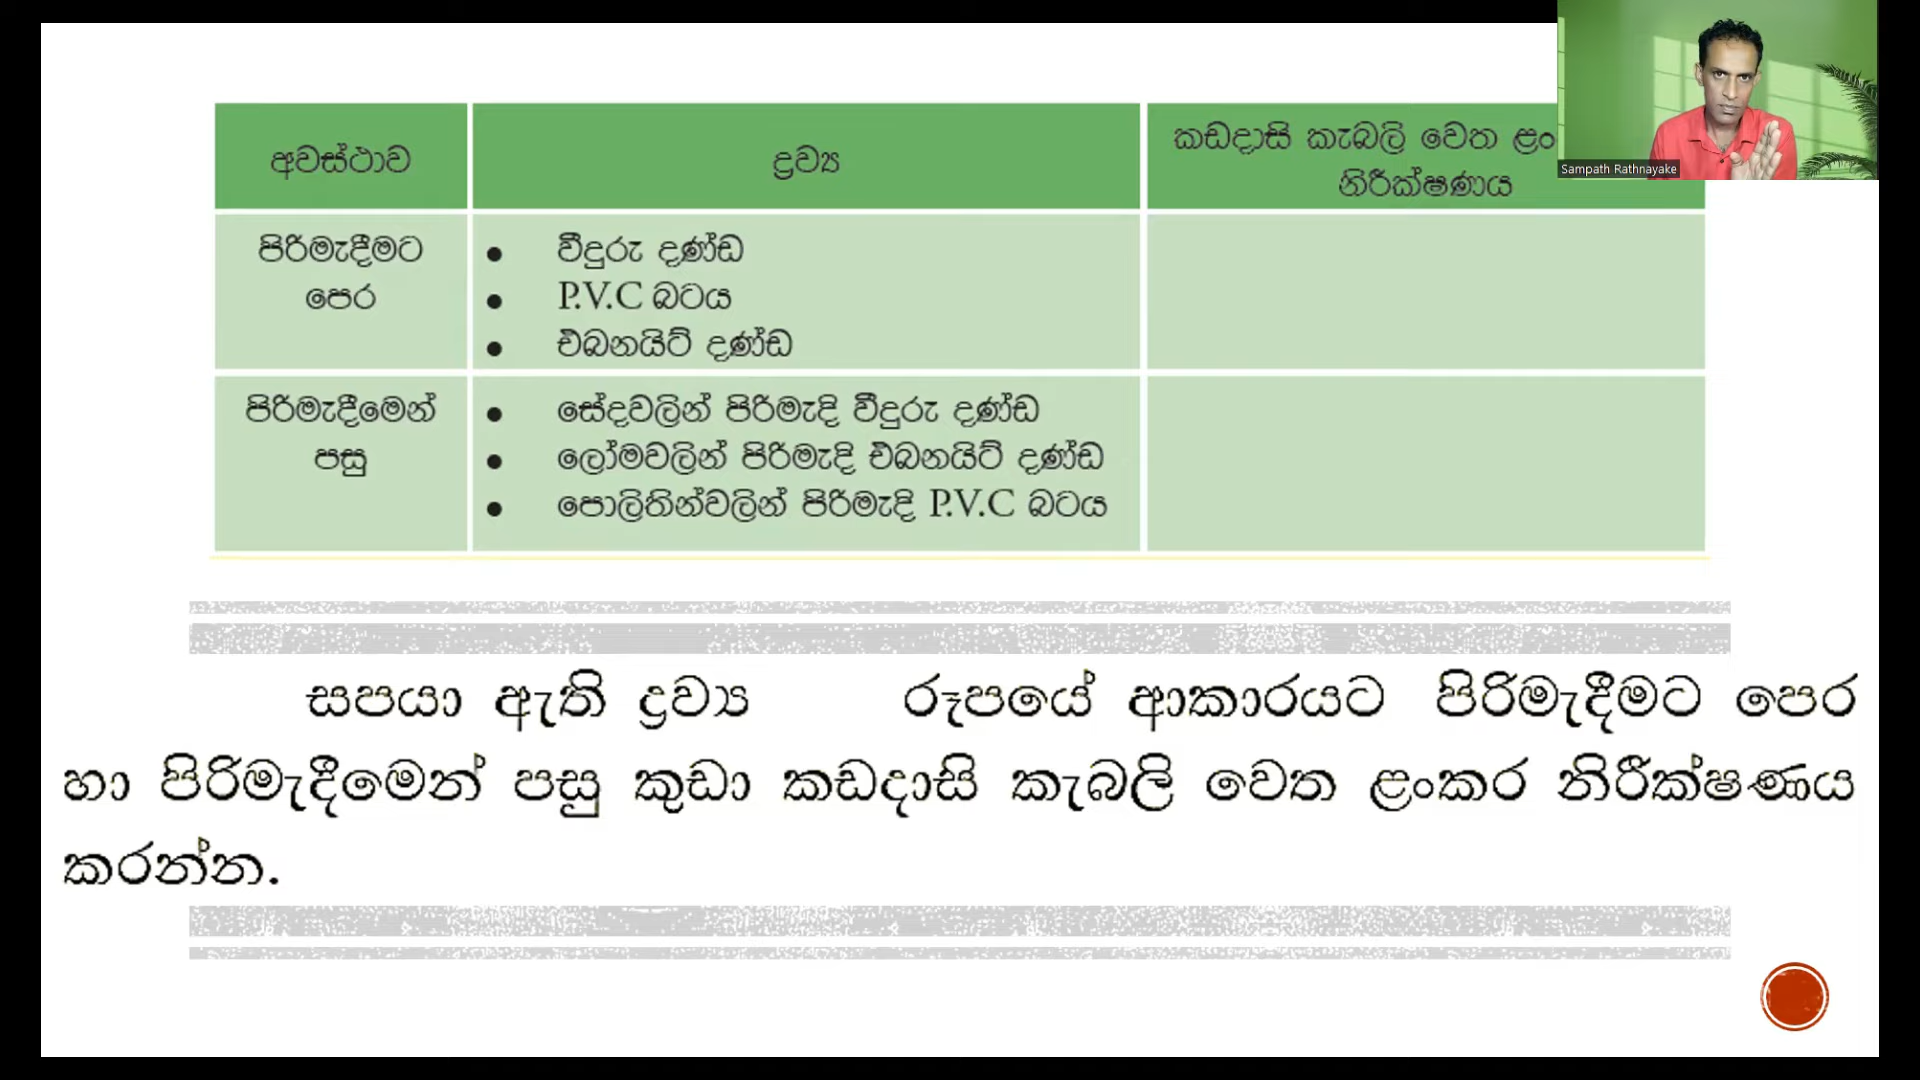 Sampath Rathnayake
අවස්ථාව
ද්‍රව්‍ය
කඩදාසි කැබලි වෙත ළං
නිරීක්ෂණය
පිරිමැදීමට
පෙර
● වීදුරු දණ්ඩ
● P.V.C බටය
● එබනයිට් දණ්ඩ
පිරිමැදීමෙන්
පසු
● සේදවලින් පිරිමැදි වීදුරු දණ්ඩ
● ලෝමවලින් පිරිමැදි එබනයිට් දණ්ඩ
● පොලිතින්වලින් පිරිමැදි P.V.C බටය
සපයා ඇති ද්‍රව්‍ය රූපයේ ආකාරයට පිරිමැදීමට පෙර
හා පිරිමැදීමෙන් පසු කුඩා කඩදාසි කැබලි වෙත ළංකර නිරීක්ෂණය
කරන්න.